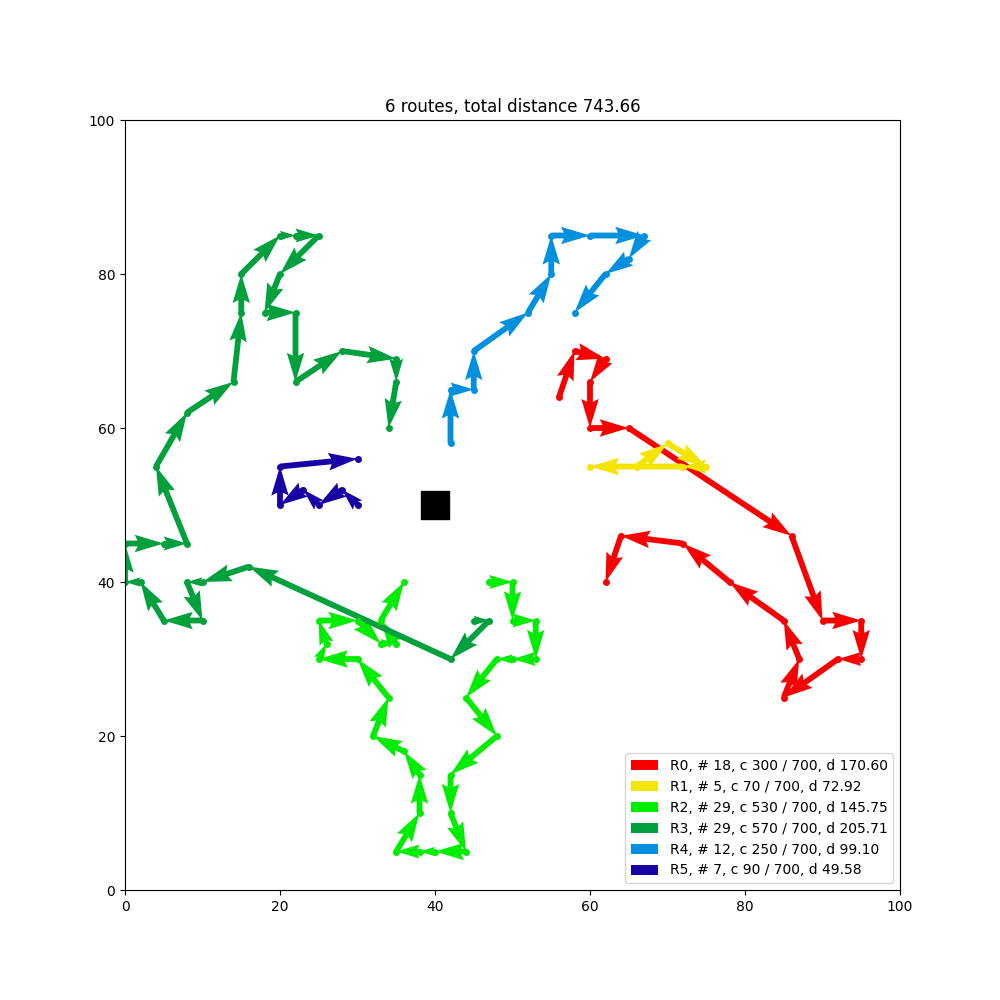 6 routes, total distance 743.66
100
80
60
40
20
0
0 20 40 60 80 100
R0, # 18, c 300 / 700, d 170.60
R1, # 5, c 70 / 700, d 72.92
R2, # 29, c 530 / 700, d 145.75
R3, # 29, c 570 / 700, d 205.71
R4, # 12, c 250 / 700, d 99.10
R5, # 7, c 90 / 700, d 49.58